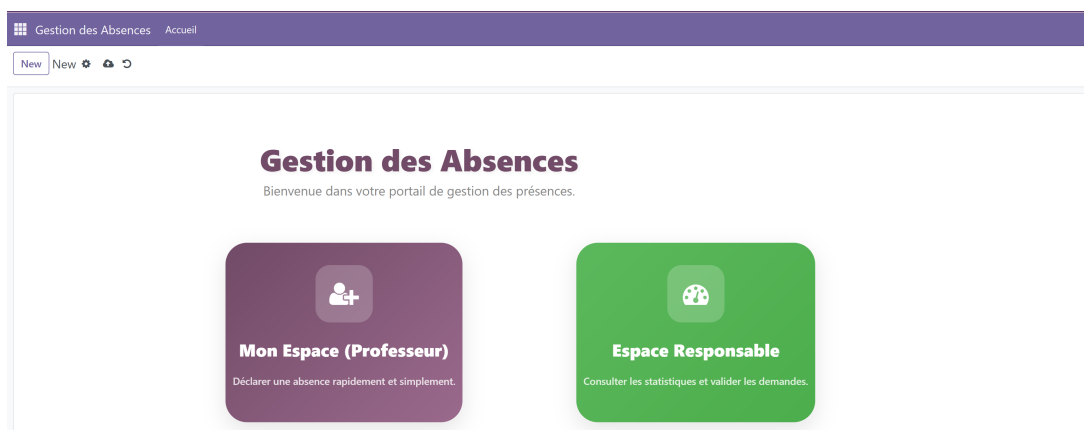 Gestion des Absences Accueil
New New
Gestion des Absences
Bienvenue dans votre portail de gestion des présences.
Mon Espace (Professeur)
Déclarer une absence rapidement et simplement.
Espace Responsable
Consulter les statistiques et valider les demandes.